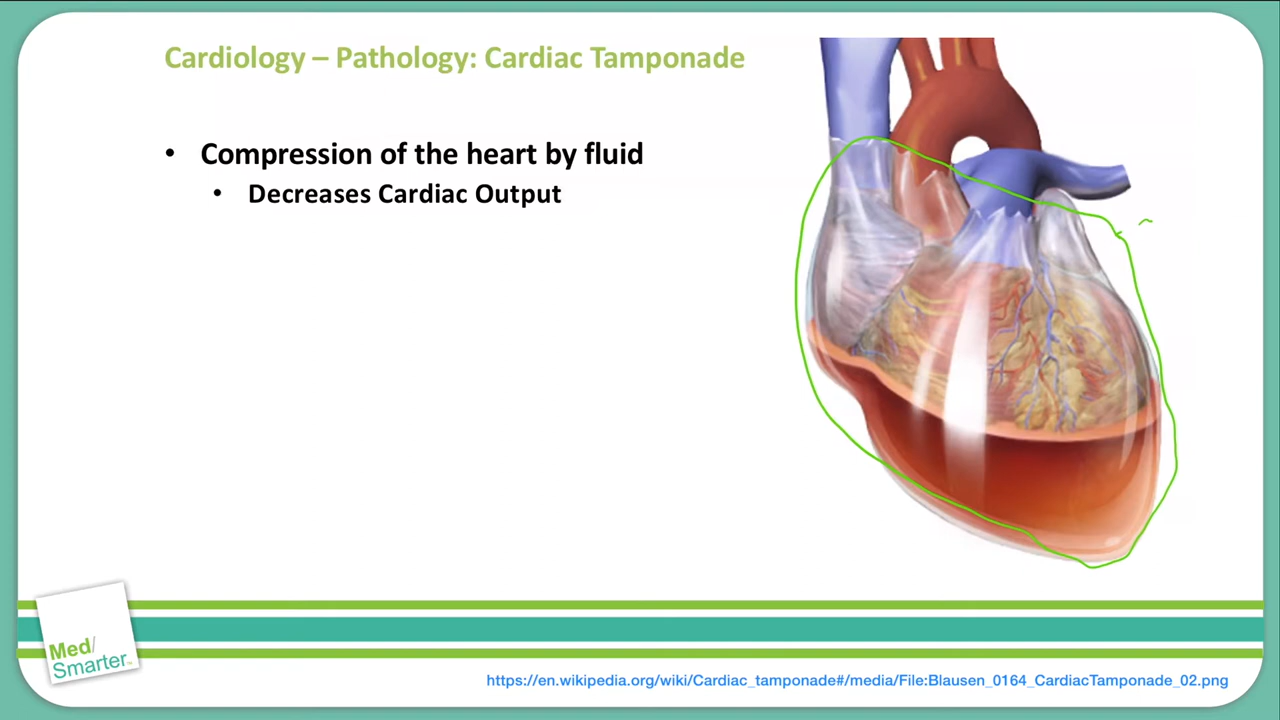 Cardiology – Pathology: Cardiac Tamponade
• Compression of the heart by fluid
• Decreases Cardiac Output
Med/
Smarter™
https://en.wikipedia.org/wiki/Cardiac_tamponade#/media/File:Blausen_0164_CardiacTamponade_02.png